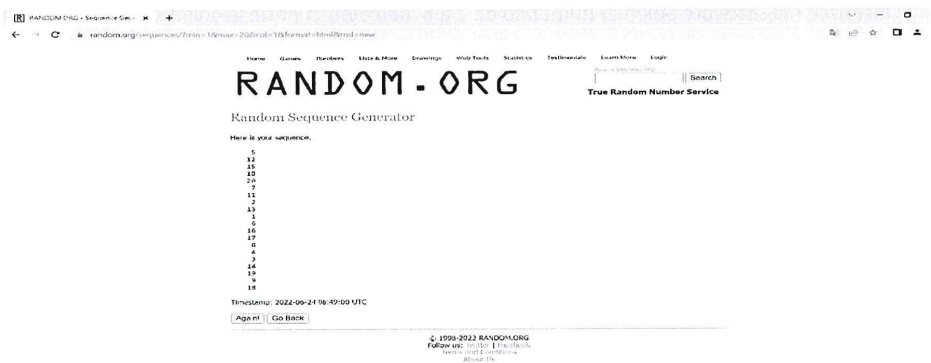 RANDOM.ORG - Sequence Ger
random.org/sequences/?min=1&max=20&col=1&format=html&rnd=new
Home Games Numbers Lists & More Drawings Web Tools Statistics Testimonials Learn More Login
RANDOM.ORG
Search
True Random Number Service
Random Sequence Generator
Here is your sequence:
5
12
15
10
20
7
11
2
13
1
6
16
17
8
4
3
14
19
9
18
Timestamp: 2022-06-24 08:49:00 UTC
Again! Go Back
© 1998-2022 RANDOM.ORG
Follow us: Twitter | Facebook
Terms and Conditions
About Us